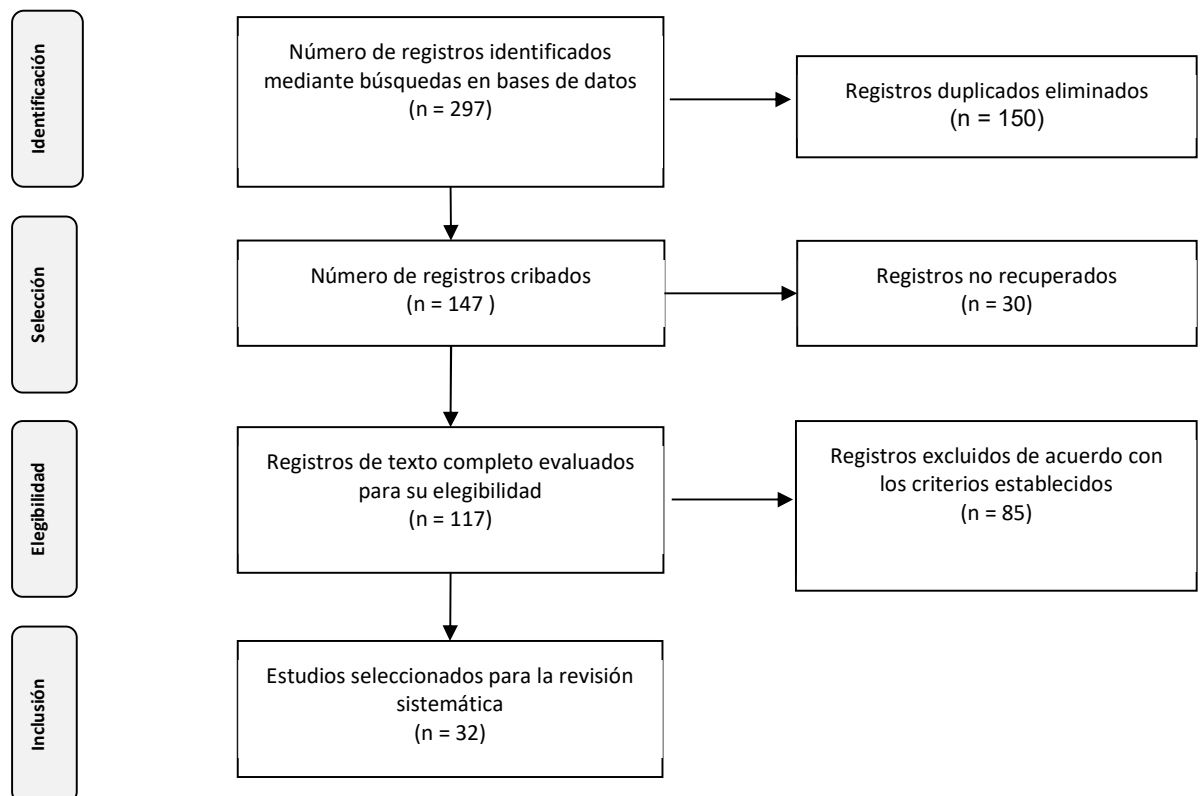 Identificación
Número de registros identificados
mediante búsquedas en bases de datos
(n = 297)
Registros duplicados eliminados
(n = 150)
Selección
Número de registros cribados
(n = 147 )
Registros no recuperados
(n = 30)
Elegibilidad
Registros de texto completo evaluados
para su elegibilidad
(n = 117)
Registros excluidos de acuerdo con
los criterios establecidos
(n = 85)
Inclusión
Estudios seleccionados para la revisión
sistemática
(n = 32)